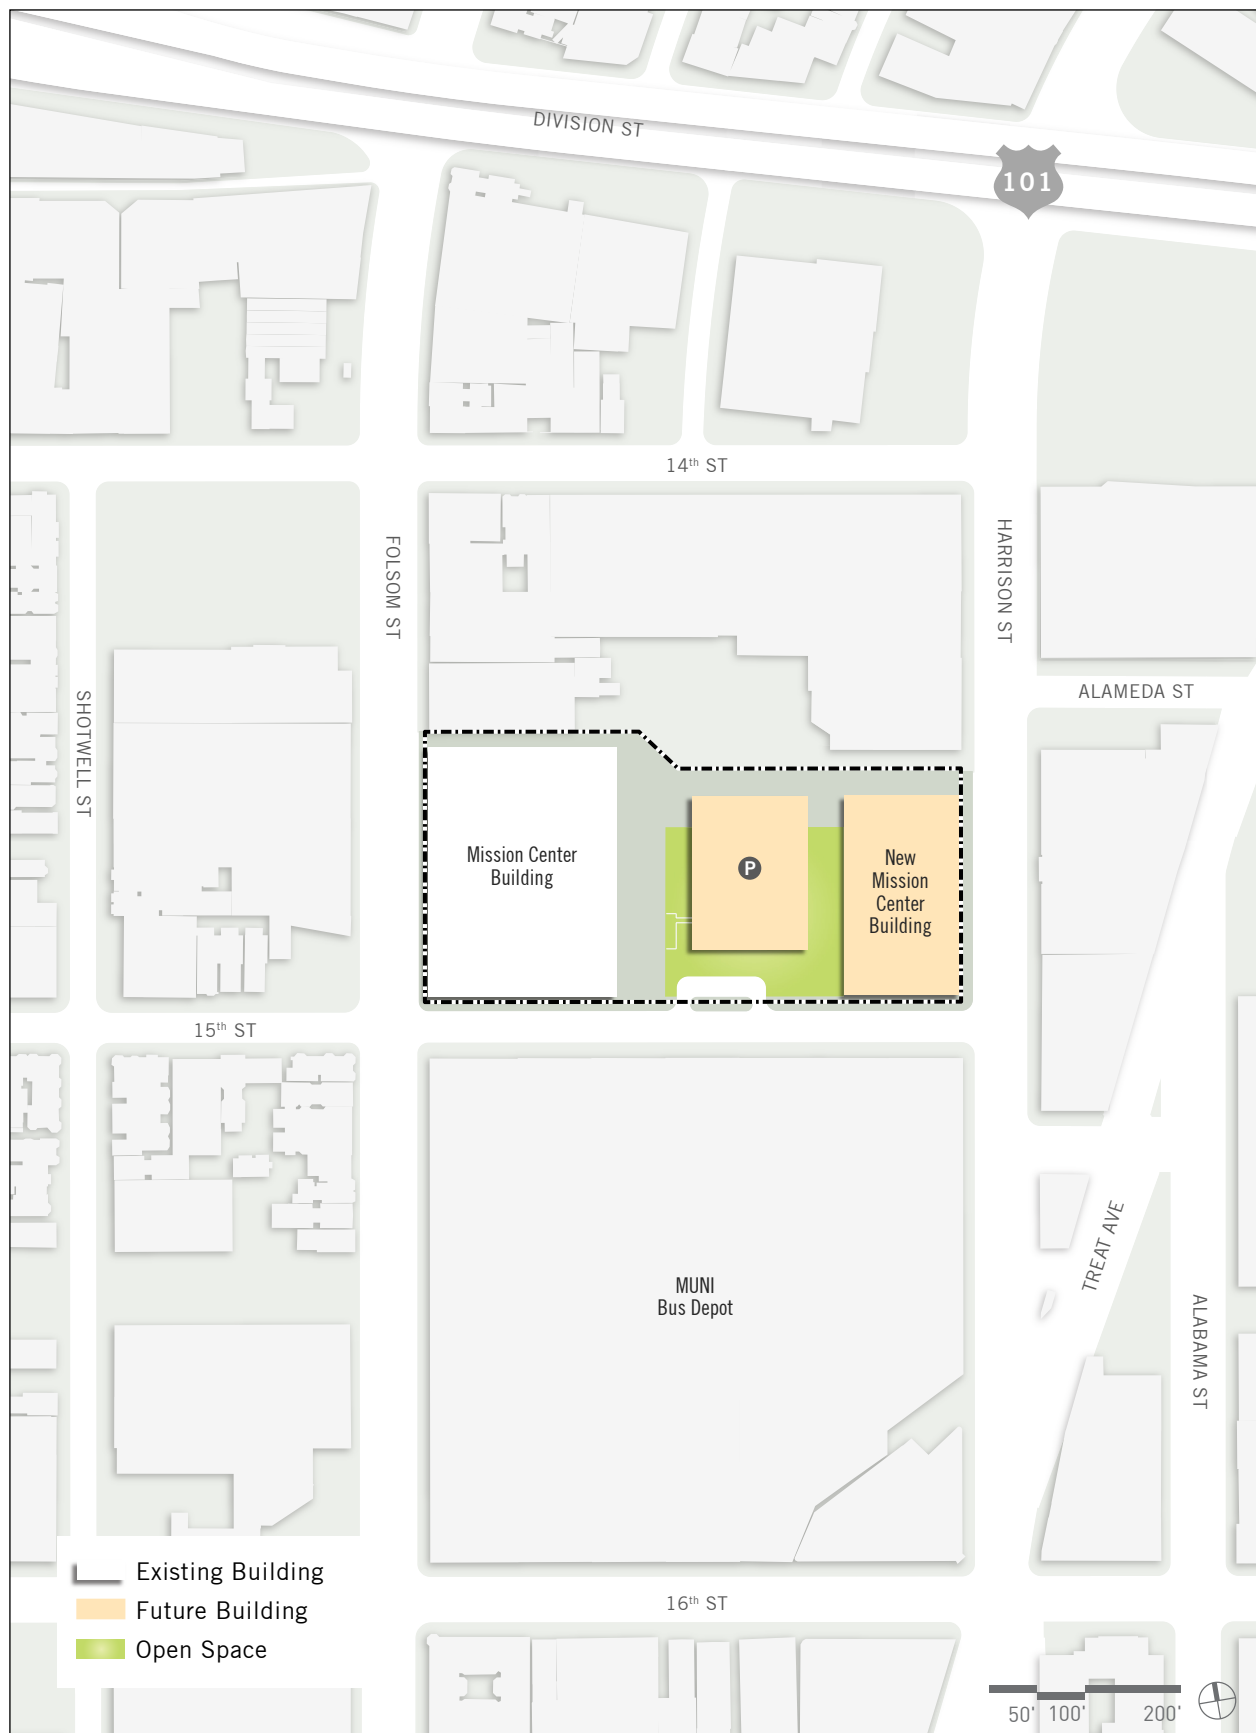 DIVISION ST
101
14th ST
FOLSOM ST
HARRISON ST
ALAMEDA ST
SHOTWELL ST
Mission Center
Building
P
New
Mission
Center
Building
15th ST
TREAT AVE
MUNI
Bus Depot
ALABAMA ST
Existing Building
Future Building
Open Space
16th ST
50' 100' 200'